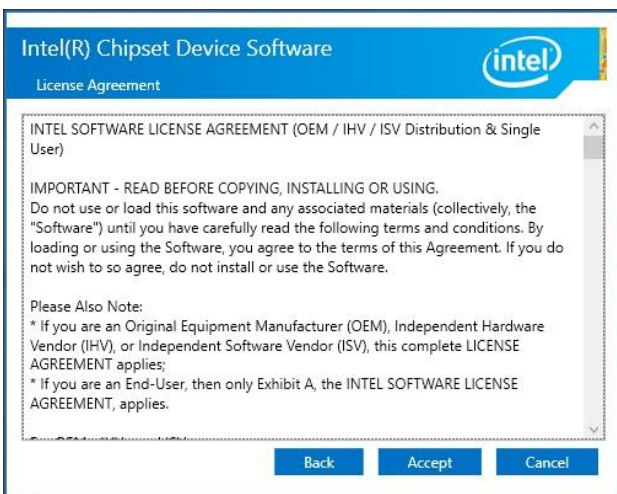 Intel(R) Chipset Device Software
intel
License Agreement
INTEL SOFTWARE LICENSE AGREEMENT (OEM / IHV / ISV Distribution & Single
User)
IMPORTANT - READ BEFORE COPYING, INSTALLING OR USING.
Do not use or load this software and any associated materials (collectively, the
"Software") until you have carefully read the following terms and conditions. By
loading or using the Software, you agree to the terms of this Agreement. If you do
not wish to so agree, do not install or use the Software.
Please Also Note:
* If you are an Original Equipment Manufacturer (OEM), Independent Hardware
Vendor (IHV), or Independent Software Vendor (ISV), this complete LICENSE
AGREEMENT applies;
* If you are an End-User, then only Exhibit A, the INTEL SOFTWARE LICENSE
AGREEMENT, applies.
Back Accept Cancel